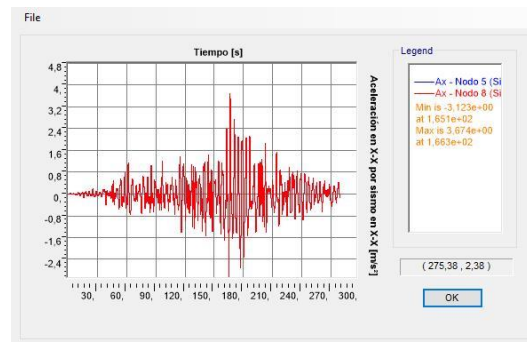 File
Tiempo [s]
Legend
4,8
4,
3,2
2,4
1,6
0,8
0,
-0,8
-1,6
-2,4
Aceleración en X-X por sismo en X-X [m/s²]
Ax - Nodo 5 (Si
Ax - Nodo 8 (Si
Min is -3,123e+00
at 1,651e+02
Max is 3,674e+00
at 1,663e+02
30, 60, 90, 120, 150, 180, 210, 240, 270, 300,
( 275,38 , 2,38 )
OK